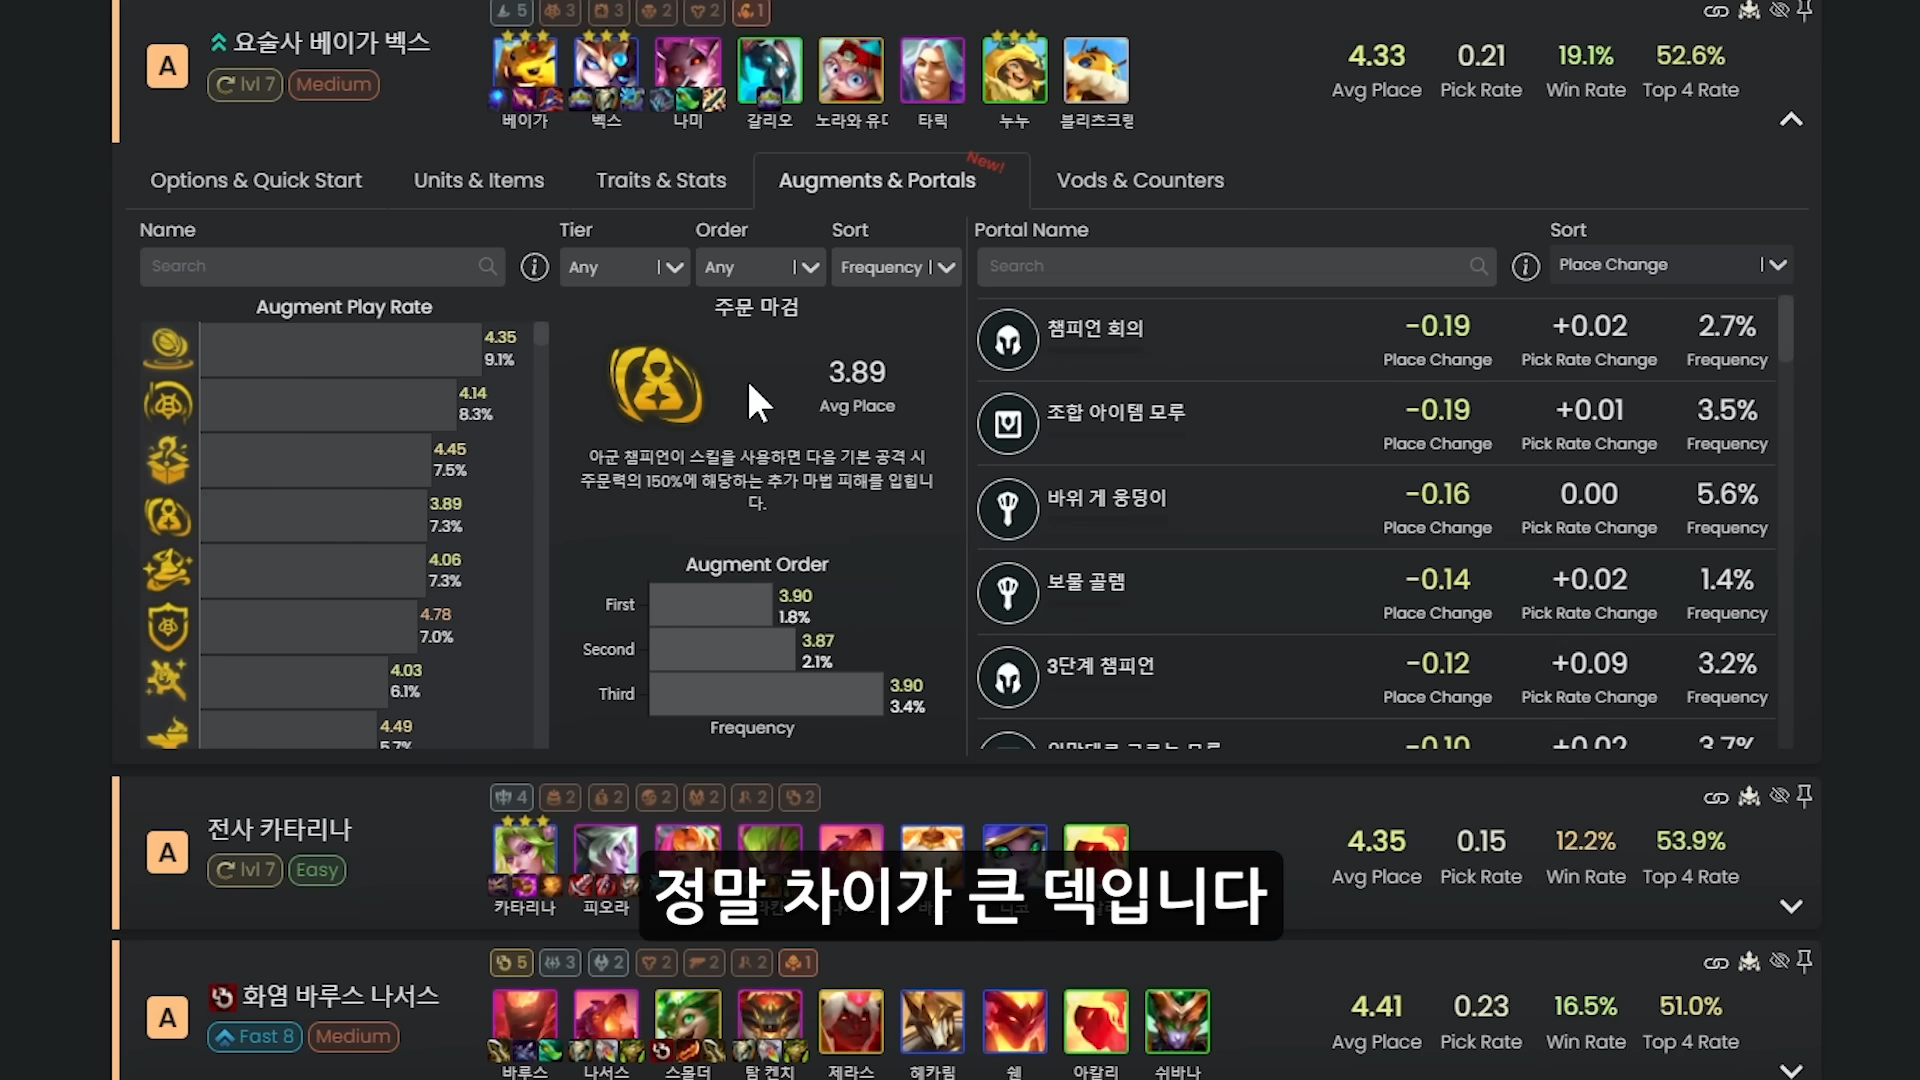 5 3 3 2 2 1
A
요술사 베이가 벡스
lvl 7 Medium
베이가 벡스 나미 갈리오 노라와 유미 타릭 누누 블리츠크랭
4.33 0.21 19.1% 52.6%
Avg Place Pick Rate Win Rate Top 4 Rate
Options & Quick Start Units & Items Traits & Stats Augments & Portals New! Vods & Counters
Name Tier Order Sort
Search Any Any Frequency
Augment Play Rate
4.35
9.1%
4.14
8.3%
4.45
7.5%
3.89
7.3%
4.06
7.3%
4.78
7.0%
4.03
6.1%
4.49
5.7%
주문 마검
3.89
Avg Place
아군 챔피언이 스킬을 사용하면 다음 기본 공격 시
주문력의 150%에 해당하는 추가 마법 피해를 입힙니
다.
Augment Order
First 3.90
1.8%
Second 3.87
2.1%
Third 3.90
3.4%
Frequency
Portal Name Sort
Search Place Change
챔피언 회의 -0.19 +0.02 2.7%
Place Change Pick Rate Change Frequency
조합 아이템 모루 -0.19 +0.01 3.5%
Place Change Pick Rate Change Frequency
바위 게 웅덩이 -0.16 0.00 5.6%
Place Change Pick Rate Change Frequency
보물 골렘 -0.14 +0.02 1.4%
Place Change Pick Rate Change Frequency
3단계 챔피언 -0.12 +0.09 3.2%
Place Change Pick Rate Change Frequency
-0.10 +0.02 3.7%
4 2 2 2 2 2 2
A
전사 카타리나
lvl 7 Easy
카타리나 피오라
4.35 0.15 12.2% 53.9%
Avg Place Pick Rate Win Rate Top 4 Rate
정말 차이가 큰 덱입니다
5 3 2 2 2 2 1
A
화염 바루스 나서스
Fast 8 Medium
바루스 나서스 스몰더 탐 켄치 제라스 헤카림 쉔 아칼리 쉬바나
4.41 0.23 16.5% 51.0%
Avg Place Pick Rate Win Rate Top 4 Rate